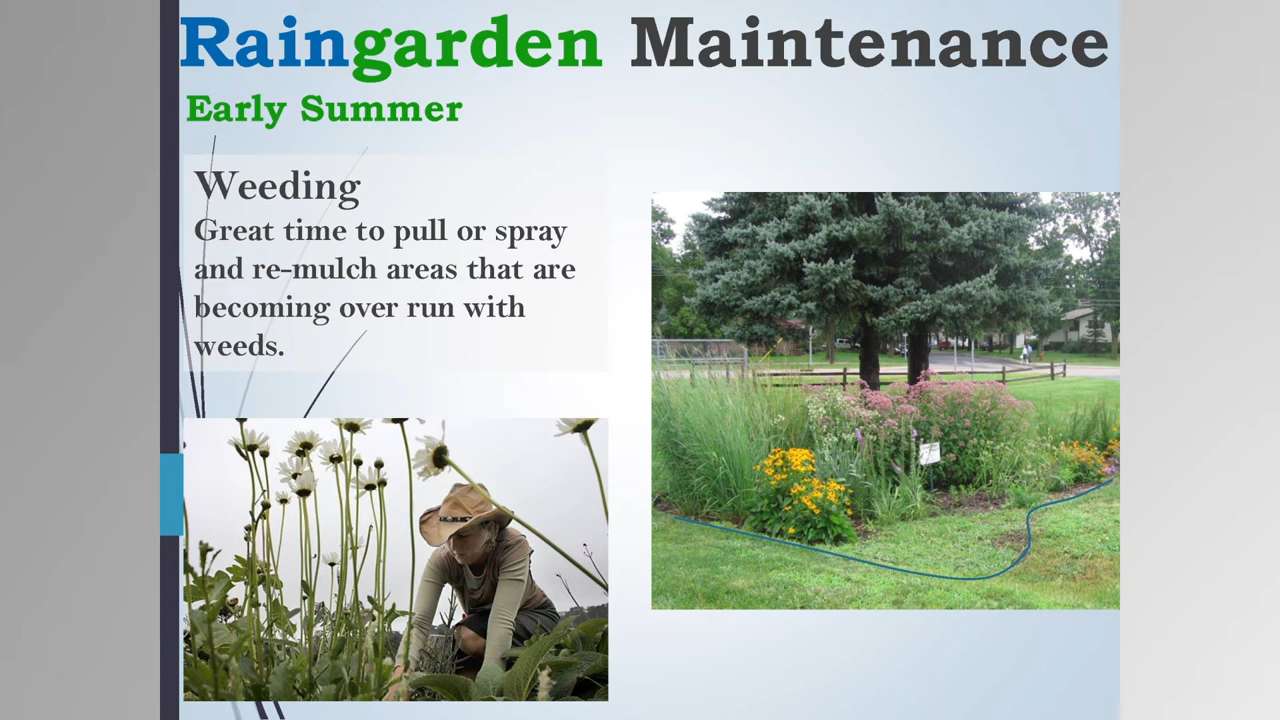 Raingarden Maintenance
Early Summer
Weeding
Great time to pull or spray
and re-mulch areas that are
becoming over run with
weeds.